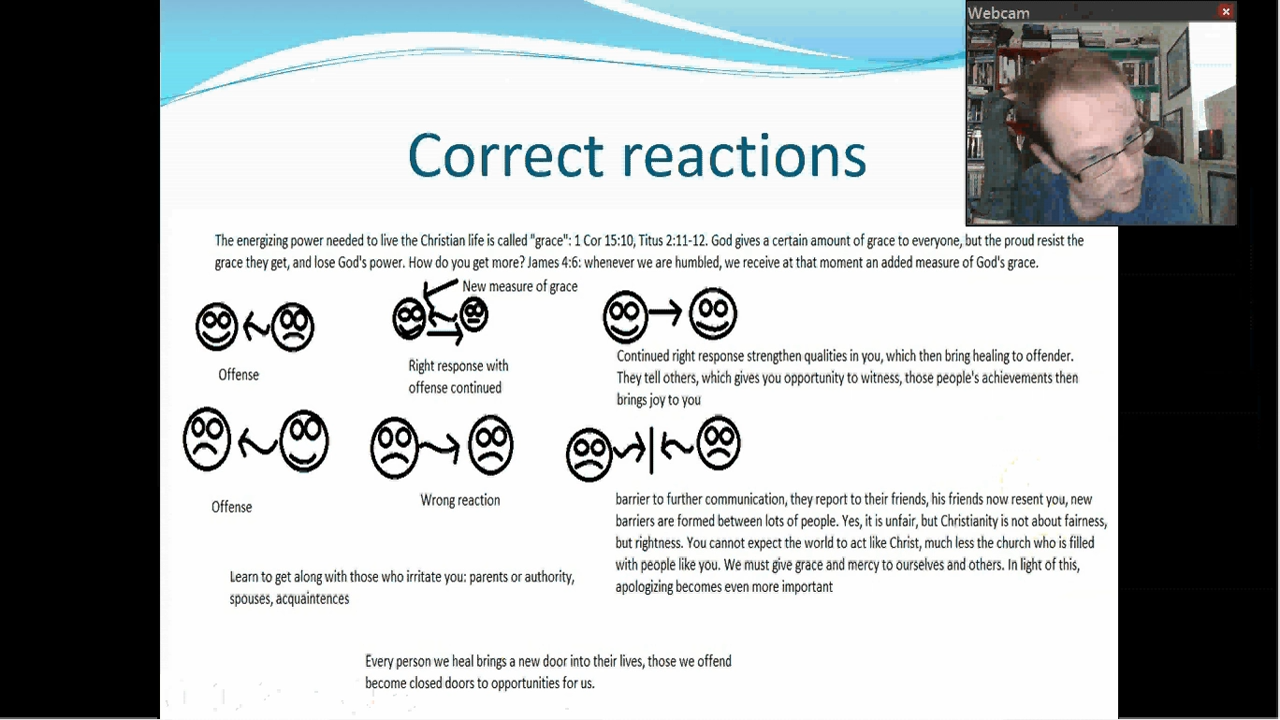 Webcam
Correct reactions
The energizing power needed to live the Christian life is called "grace": 1 Cor 15:10, Titus 2:11-12. God gives a certain amount of grace to everyone, but the proud resist the
grace they get, and lose God's power. How do you get more? James 4:6: whenever we are humbled, we receive at that moment an added measure of God's grace.
New measure of grace
Offense
Right response with
offense continued
Continued right response strengthen qualities in you, which then bring healing to offender.
They tell others, which gives you opportunity to witness, those people's achievements then
brings joy to you
Offense
Wrong reaction
barrier to further communication, they report to their friends, his friends now resent you, new
barriers are formed between lots of people. Yes, it is unfair, but Christianity is not about fairness,
but rightness. You cannot expect the world to act like Christ, much less the church who is filled
with people like you. We must give grace and mercy to ourselves and others. In light of this,
apologizing becomes even more important
Learn to get along with those who irritate you: parents or authority,
spouses, acquaintences
Every person we heal brings a new door into their lives, those we offend
become closed doors to opportunities for us.